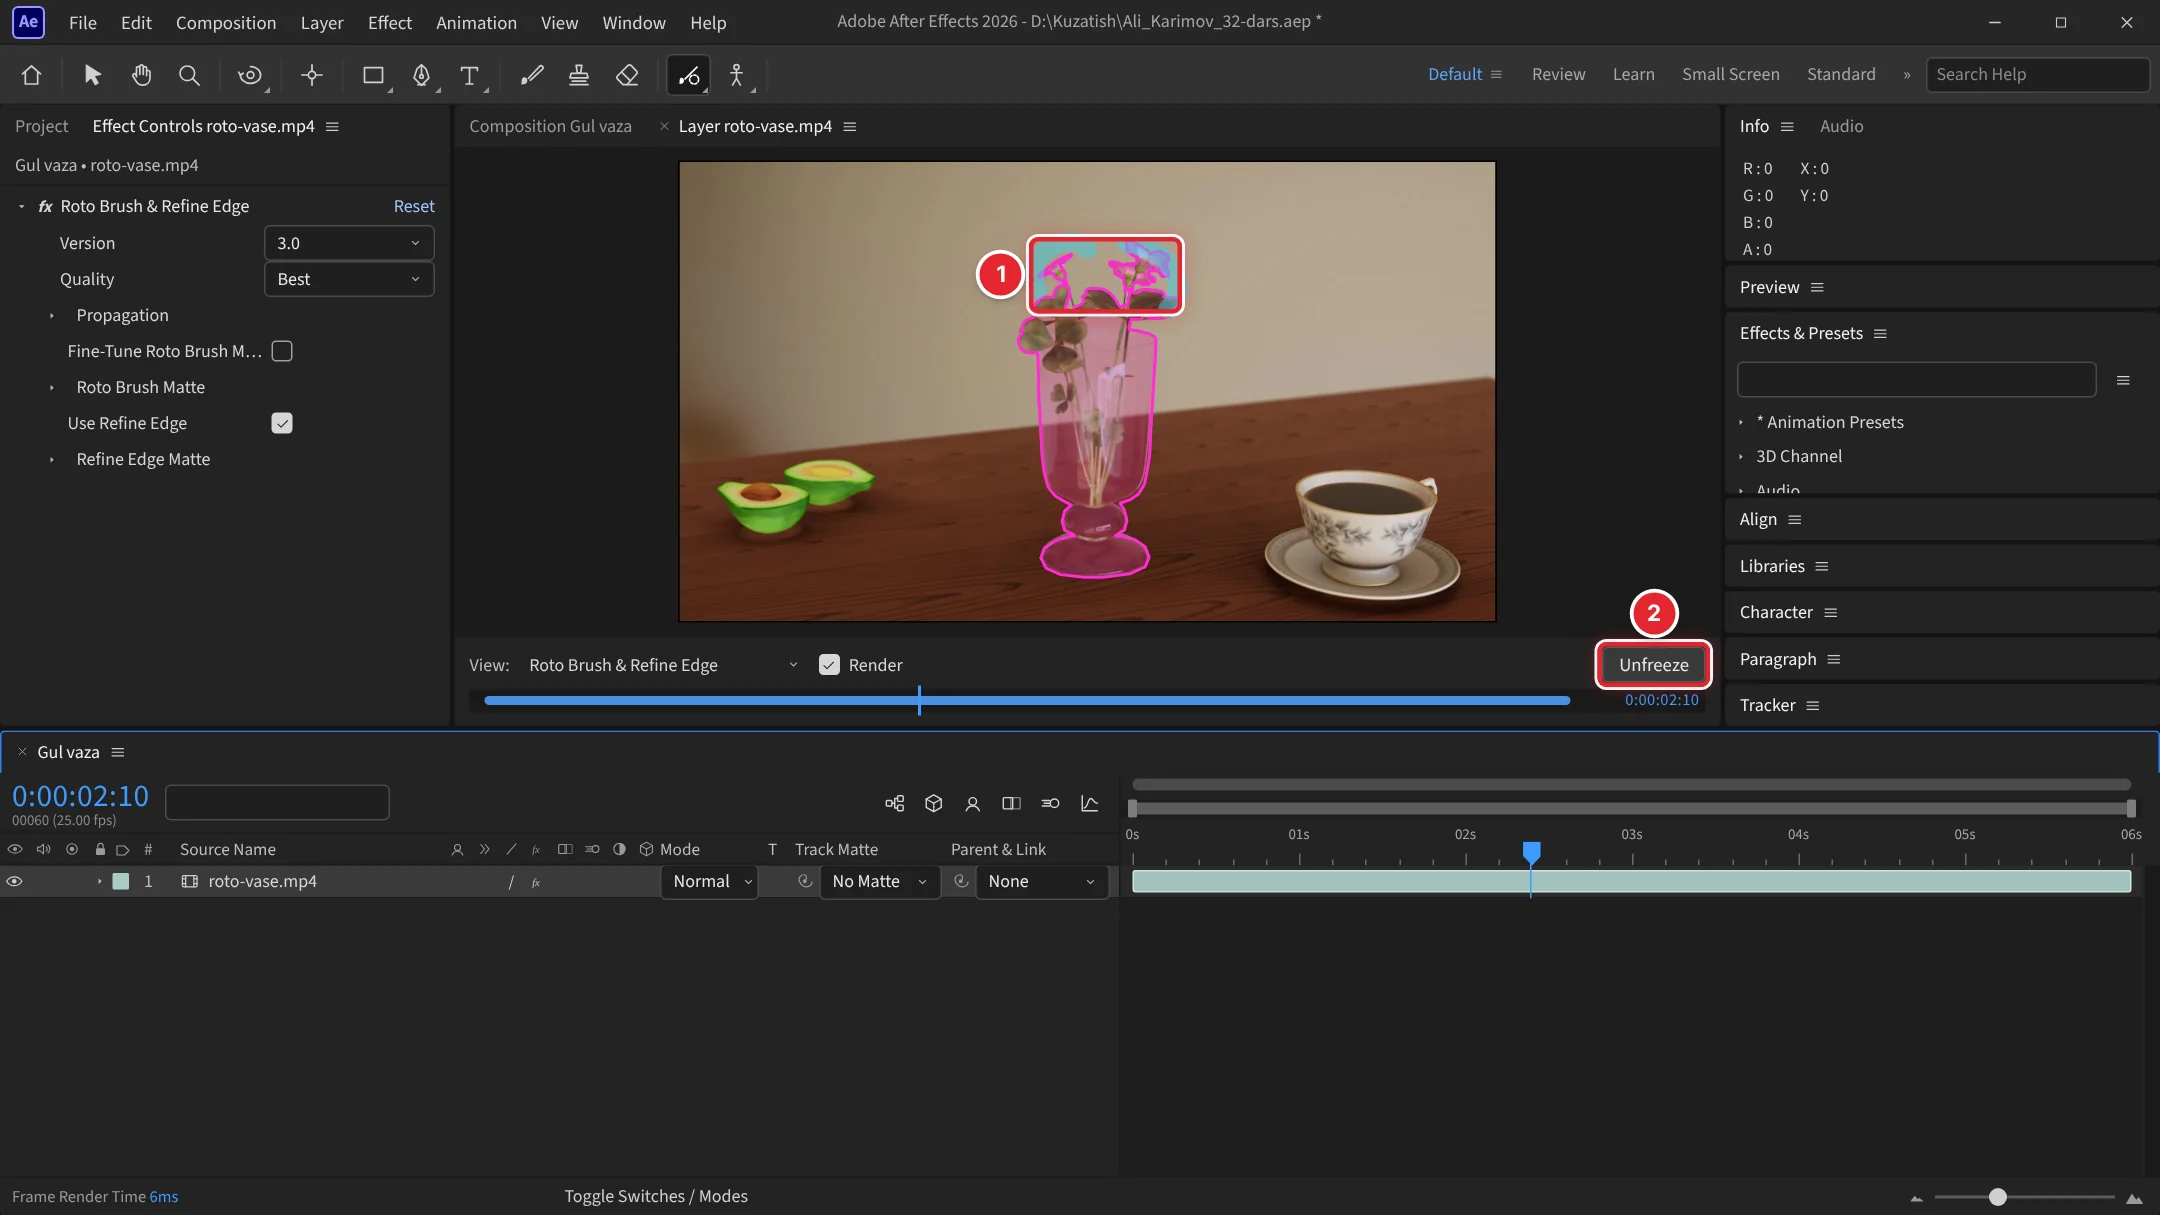 Ae File Edit Composition Layer Effect Animation View Window Help
Adobe After Effects 2026 - D:\Kuzatish\Ali_Karimov_32-dars.aep *
Default Review Learn Small Screen Standard » Search Help
Project Effect Controls roto-vase.mp4
Gul vaza • roto-vase.mp4
fx Roto Brush & Refine Edge Reset
Version 3.0
Quality Best
Propagation
Fine-Tune Roto Brush M...
Roto Brush Matte
Use Refine Edge
Refine Edge Matte
Composition Gul vaza × Layer roto-vase.mp4
1
2
View: Roto Brush & Refine Edge Render Unfreeze
0:00:02:10
Info Audio
R : 0 X : 0
G : 0 Y : 0
B : 0
A : 0
Preview
Effects & Presets
* Animation Presets
3D Channel
Audio
Align
Libraries
Character
Paragraph
Tracker
× Gul vaza
0:00:02:10
00060 (25.00 fps)
0s 01s 02s 03s 04s 05s 06s
# Source Name fx Mode T Track Matte Parent & Link
1 roto-vase.mp4 / fx Normal No Matte None
Frame Render Time 6ms
Toggle Switches / Modes